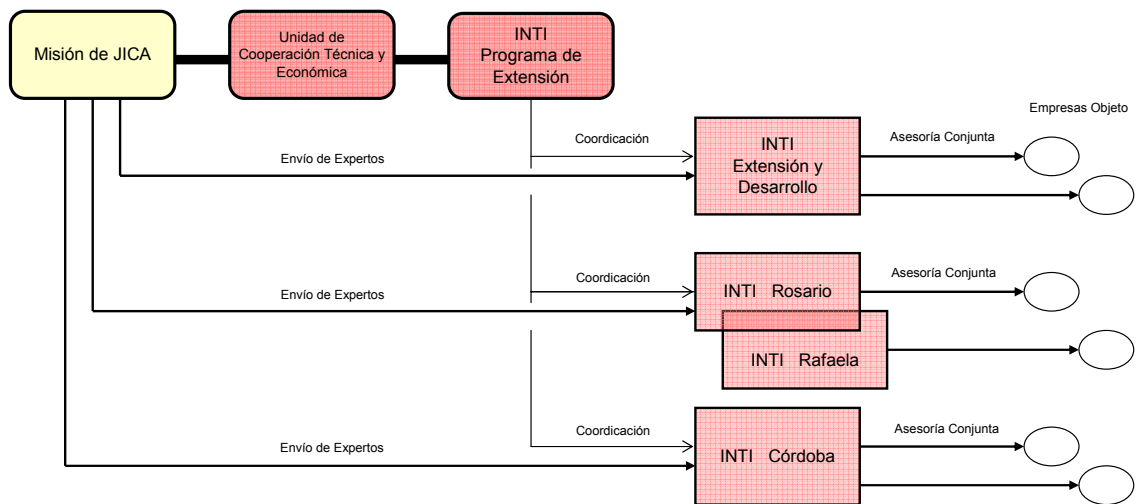 Misión de JICA
Unidad de
Cooperación Técnica y
Económica
INTI
Programa de
Extensión
Empresas Objeto
Coordicación
INTI
Extensión y
Desarrollo
Asesoría Conjunta
Envío de Expertos
Coordicación
INTI Rosario
Asesoría Conjunta
Envío de Expertos
INTI Rafaela
Coordicación
INTI Córdoba
Asesoría Conjunta
Envío de Expertos